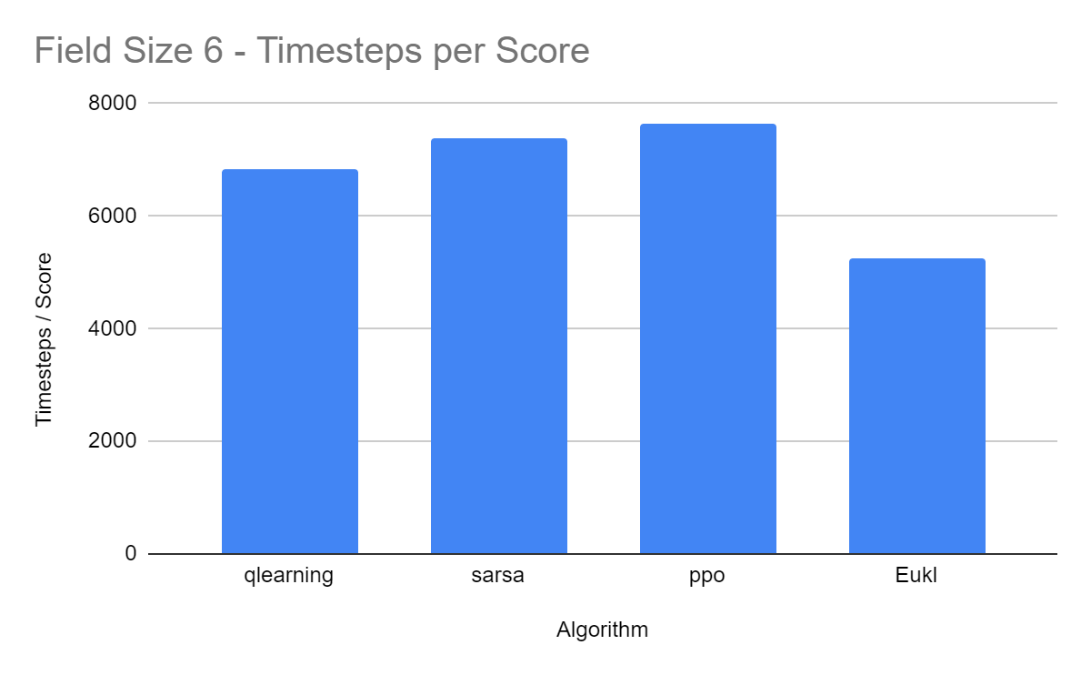 Field Size 6 - Timesteps per Score
8000
6000
4000
2000
0
Timesteps / Score
qlearning
sarsa
ppo
Eukl
Algorithm